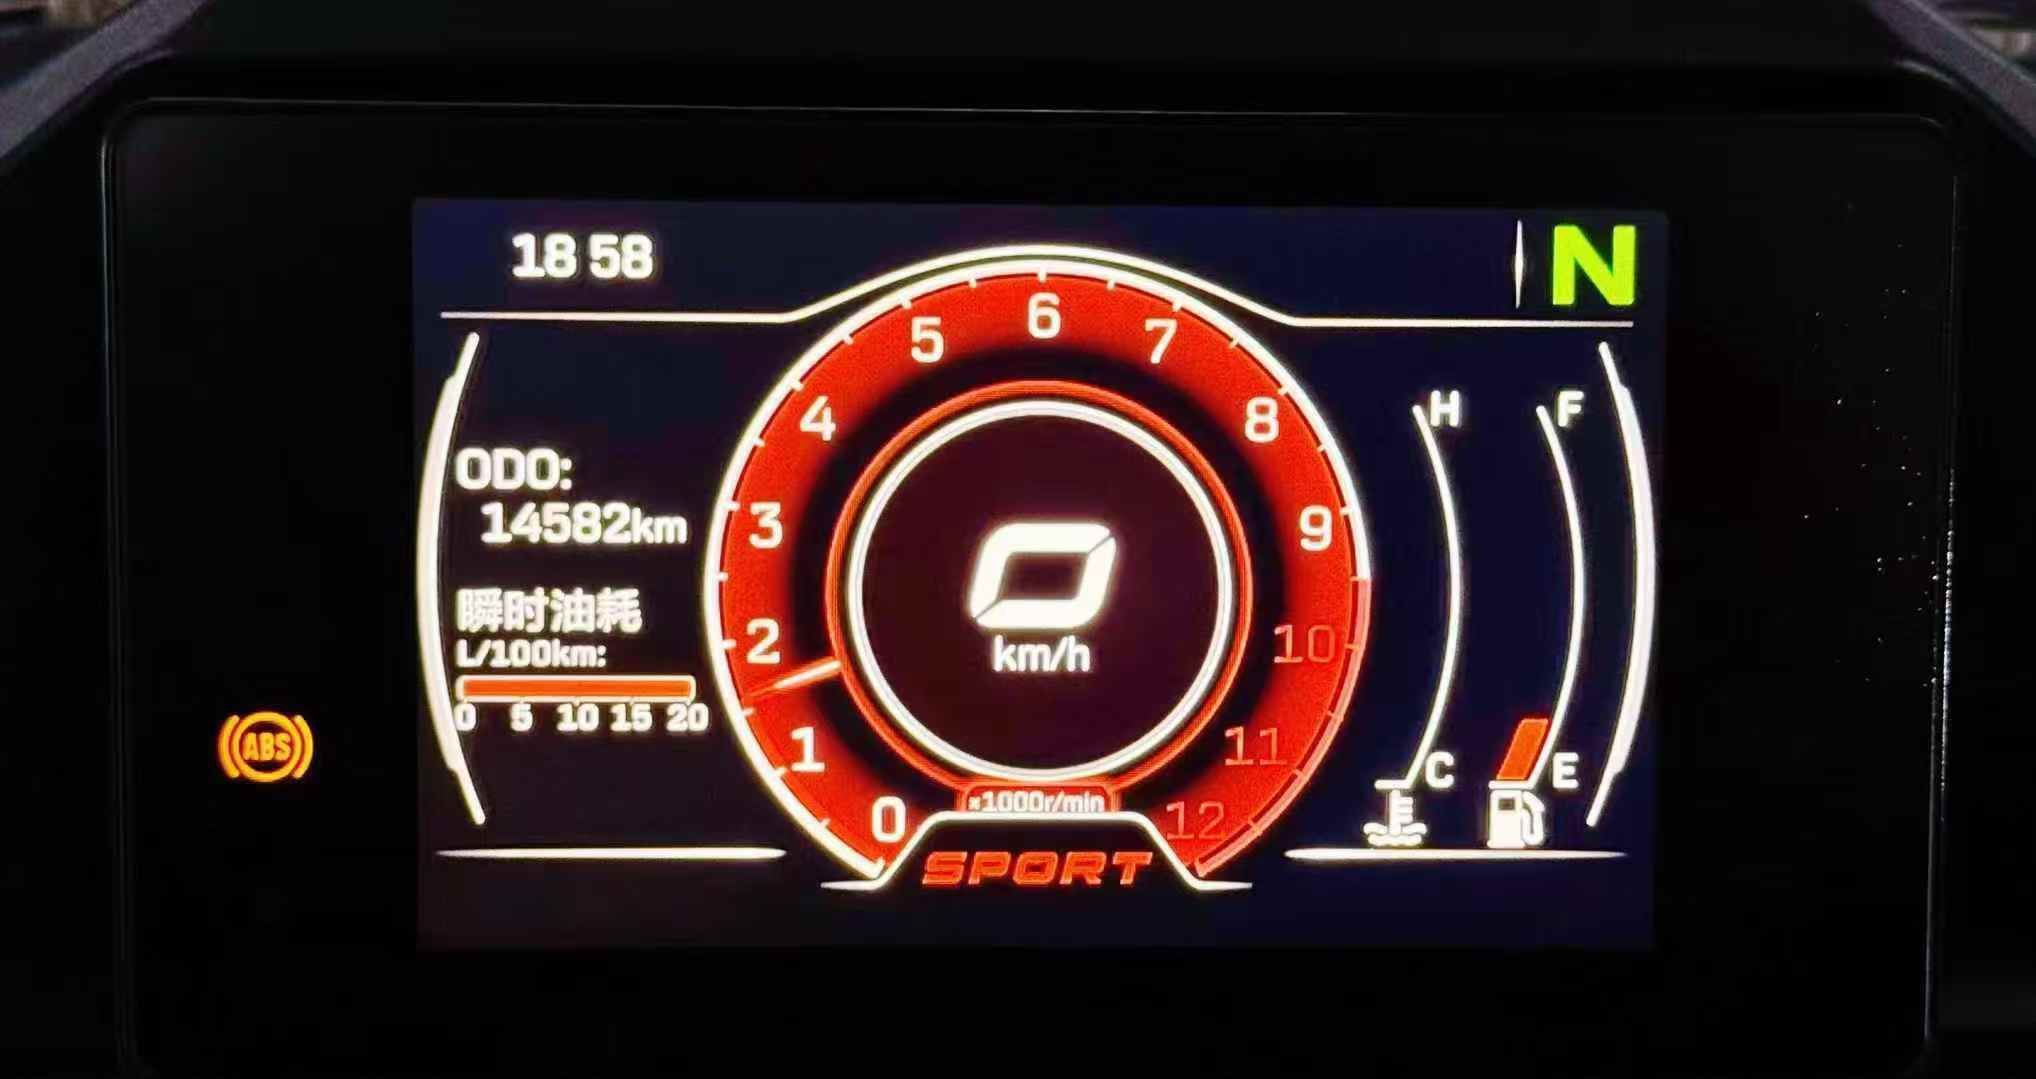 18 58
N
ODO:
14582km
瞬时油耗
L/100km:
0 5 10 15 20
0 1 2 3 4 5 6 7 8 9 10 11 12
0
km/h
×1000r/min
SPORT
H
C
F
E
ABS